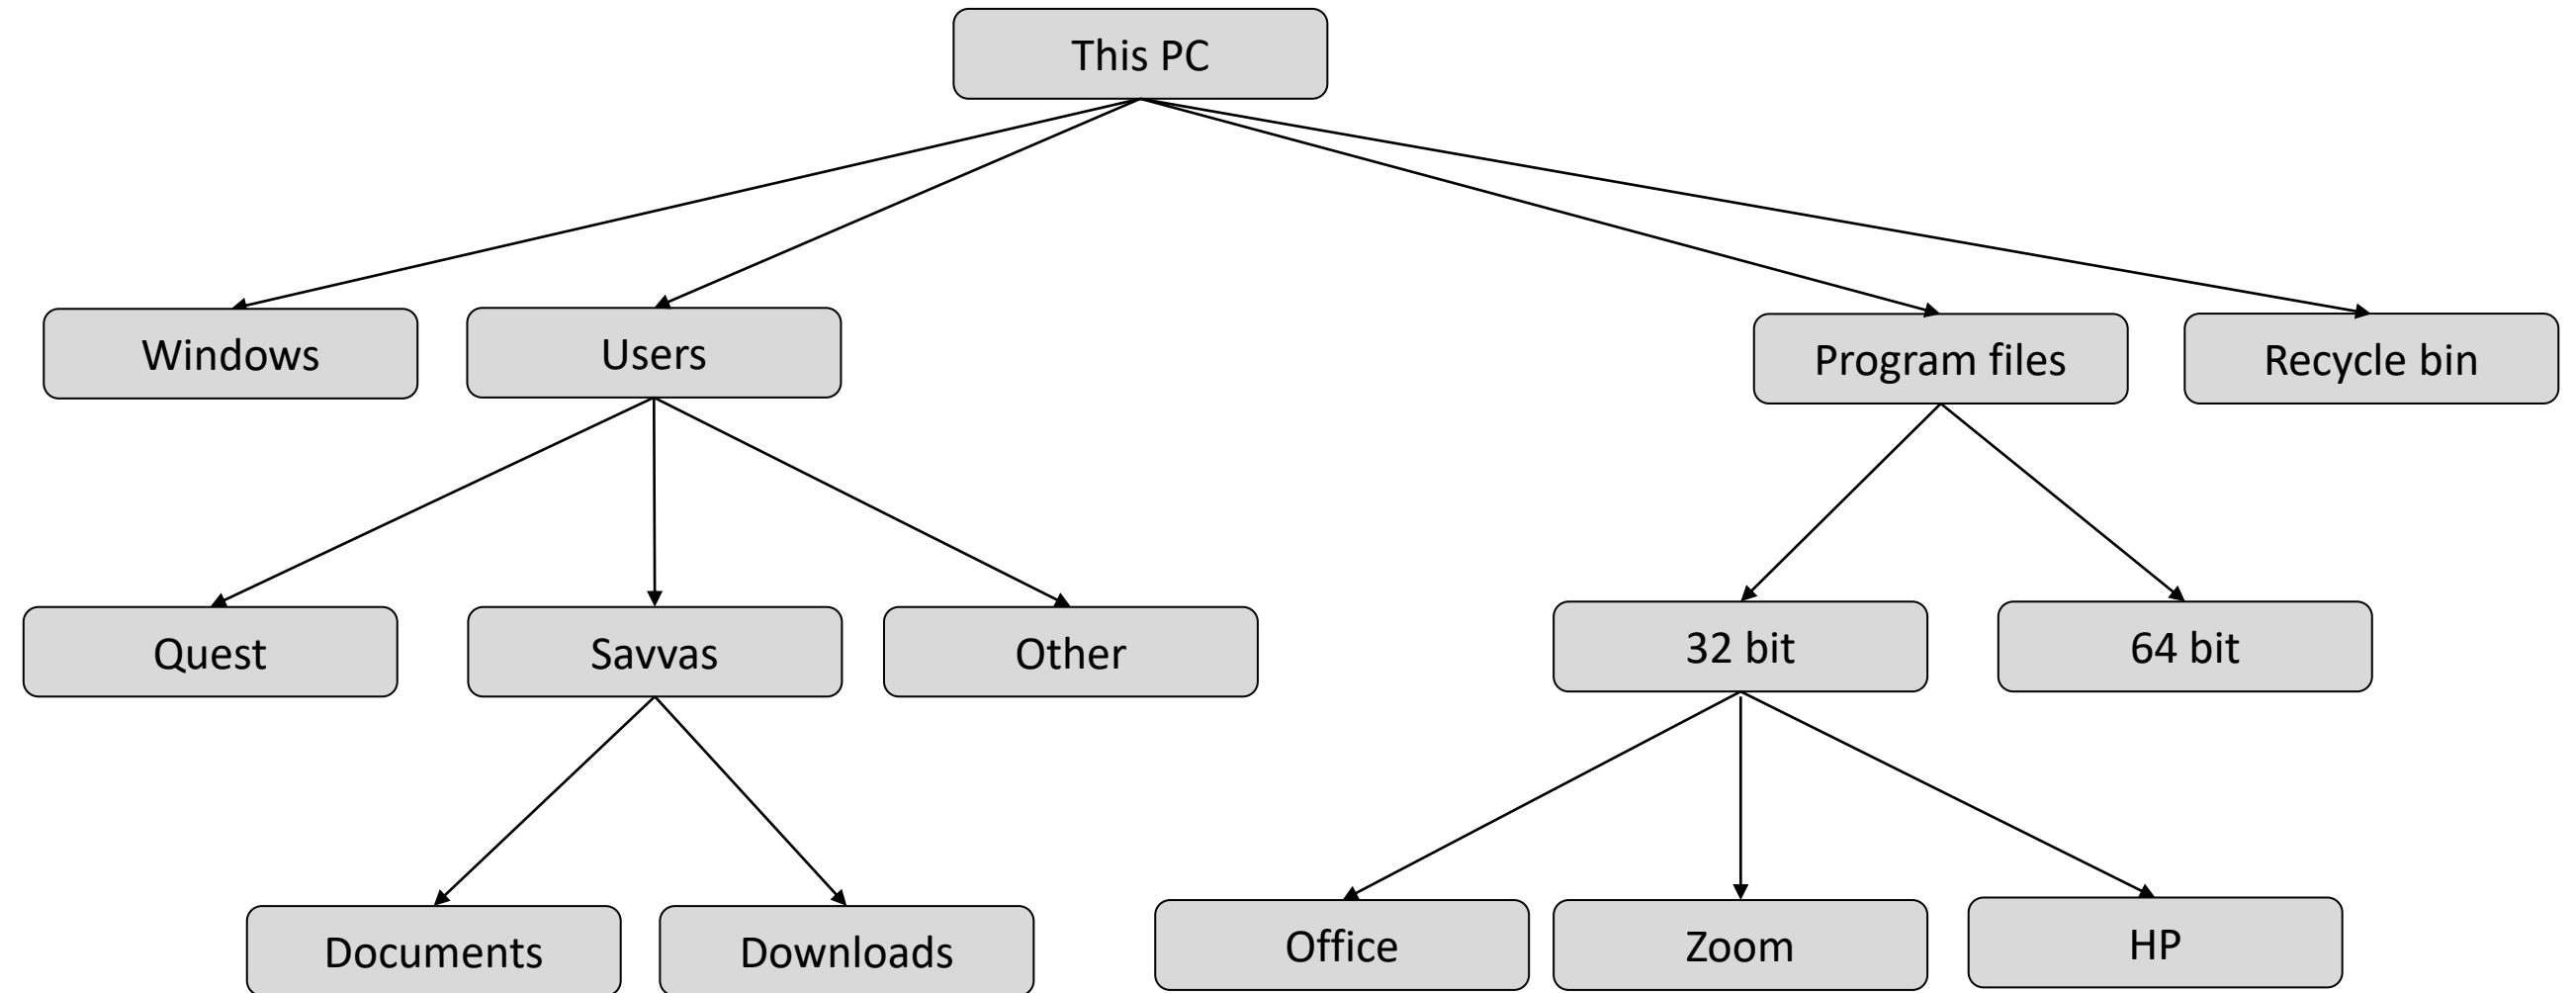 This PC
Windows
Users
Program files
Recycle bin
Quest
Savvas
Other
32 bit
64 bit
Documents
Downloads
Office
Zoom
HP